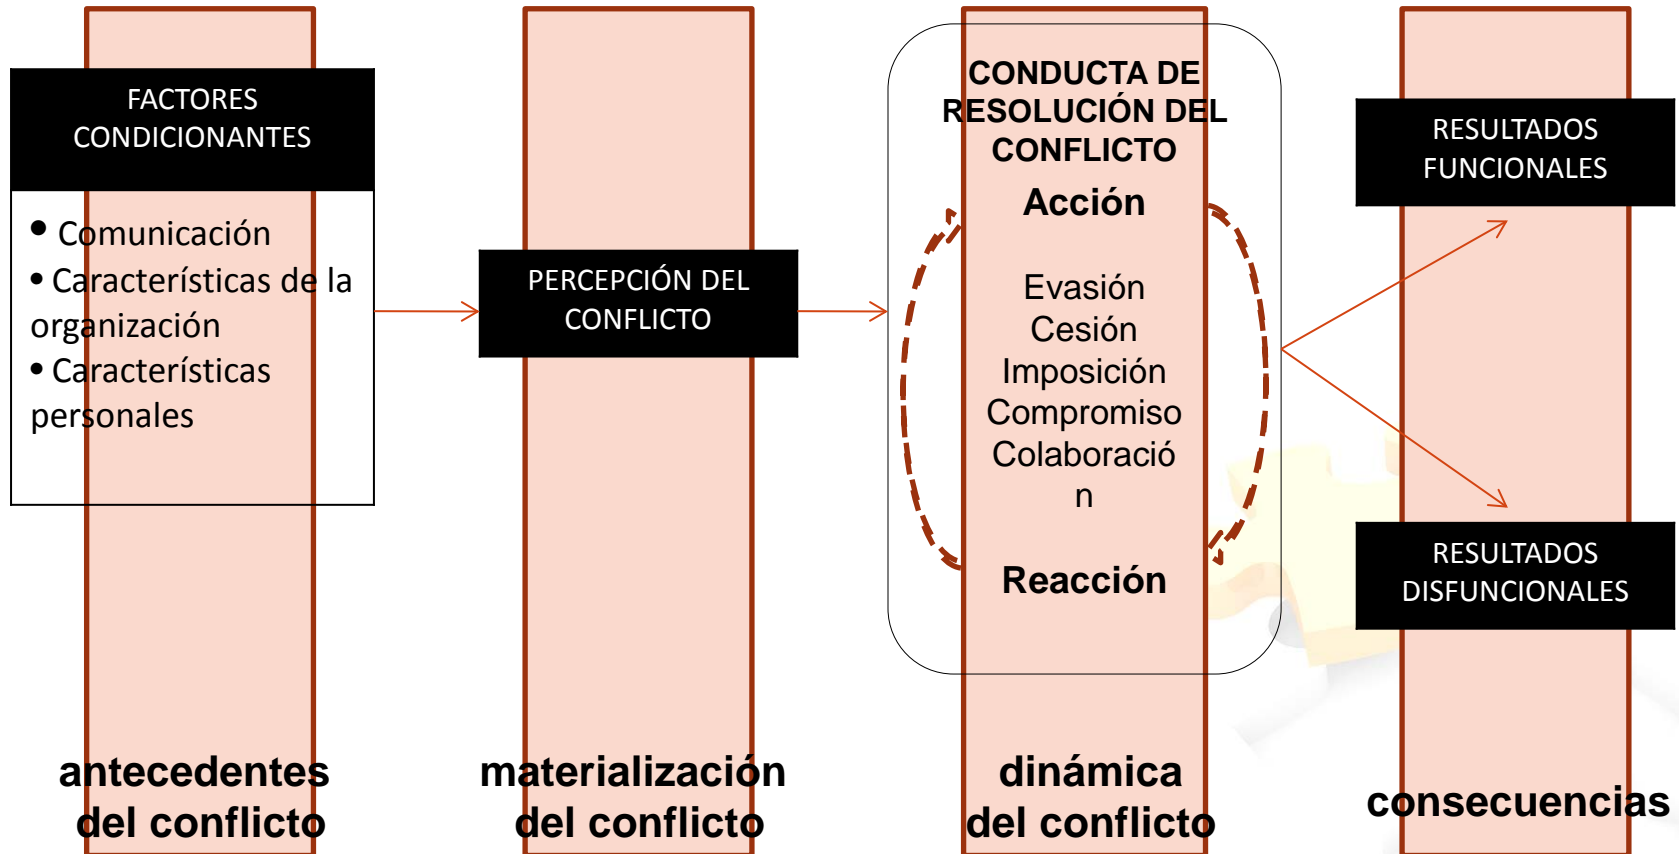 FACTORES
CONDICIONANTES
• Comunicación
• Características de la
organización
• Características
personales
antecedentes
del conflicto
PERCEPCIÓN DEL
CONFLICTO
materialización
del conflicto
CONDUCTA DE
RESOLUCIÓN DEL
CONFLICTO
Acción
Evasión
Cesión
Imposición
Compromiso
Colaboració
n
Reacción
dinámica
del conflicto
RESULTADOS
FUNCIONALES
RESULTADOS
DISFUNCIONALES
consecuencias